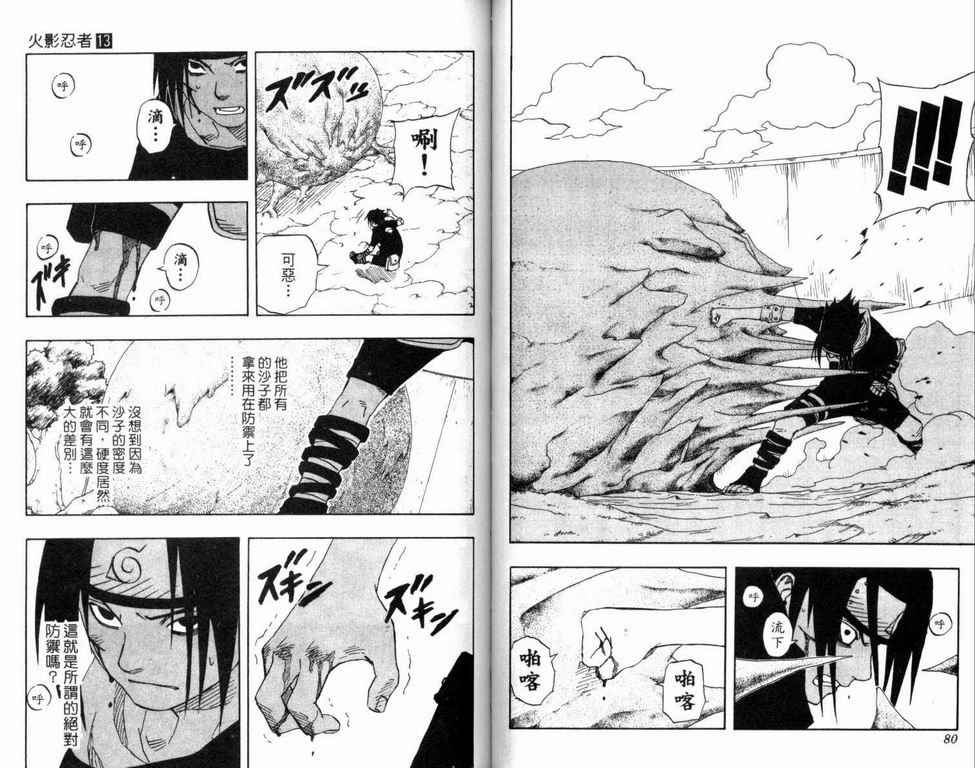 !!!!
啪
喀
啪
喀
呼
流
下
呼
80
火影忍者13
唰！
ズズッ
可
惡
…
呼
呼
滴
…
呼
ズキ
滴
…
呼
他把所有
的沙子都
拿來用在防禦上了
…………
沒想到因為
沙子的密度
不同，硬度居然
就會有這麼
大的差別…
ズキン
ズキン
這就是所謂的絕對
防禦嗎？
呼